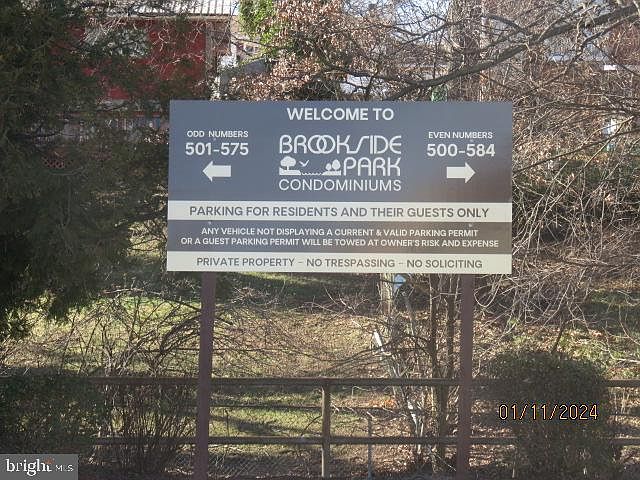 WELCOME TO
ODD NUMBERS
501-575
BROOKSIDE
PARK
CONDOMINIUMS
EVEN NUMBERS
500-584
PARKING FOR RESIDENTS AND THEIR GUESTS ONLY
ANY VEHICLE NOT DISPLAYING A CURRENT & VALID PARKING PERMIT
OR A GUEST PARKING PERMIT WILL BE TOWED AT OWNER'S RISK AND EXPENSE
PRIVATE PROPERTY - NO TRESPASSING - NO SOLICITING
01/11/2024
bright MLS